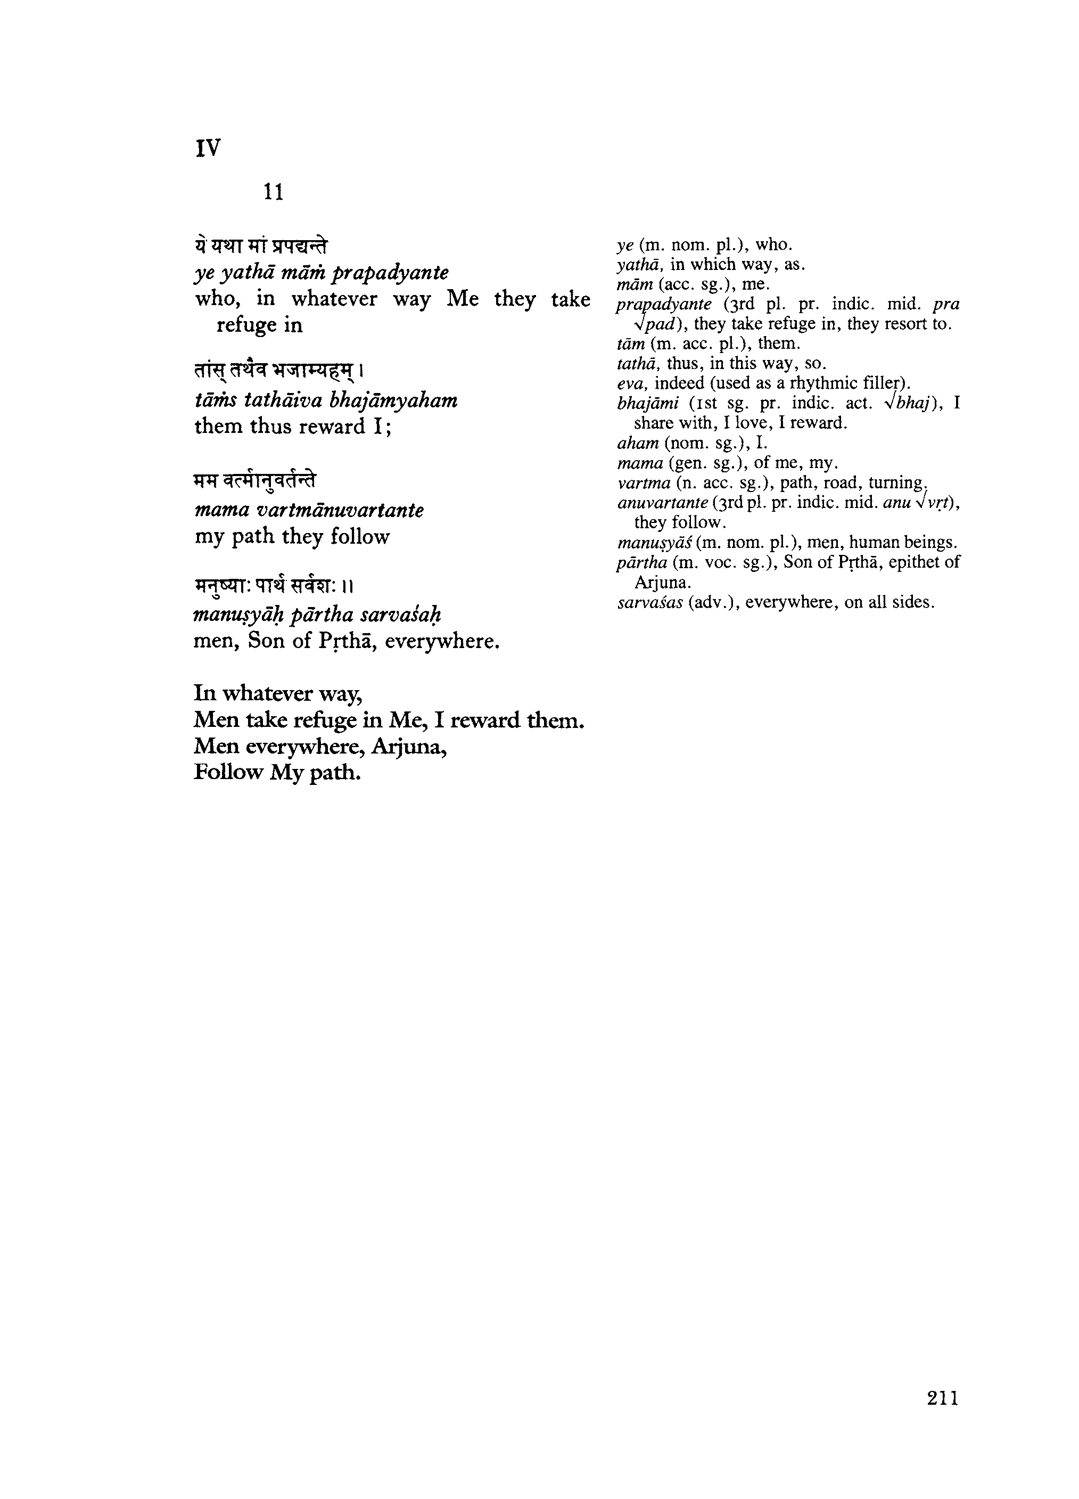 IV
11
ये यथा मां प्रपद्यन्ते
ye yathā māṁ prapadyante
who, in whatever way Me they take
refuge in
तांस् तथैव भजाम्यहम् ।
tāṁs tathāiva bhajāmyaham
them thus reward I;
मम वर्त्मानुवर्तन्ते
mama vartmānuvartante
my path they follow
मनुष्याः पार्थ सर्वशः ॥
manuṣyāḥ pārtha sarvaśaḥ
men, Son of Pṛthā, everywhere.
In whatever way,
Men take refuge in Me, I reward them.
Men everywhere, Arjuna,
Follow My path.
ye (m. nom. pl.), who.
yathā, in which way, as.
mām (acc. sg.), me.
prapadyante (3rd pl. pr. indic. mid. pra
√pad), they take refuge in, they resort to.
tām (m. acc. pl.), them.
tathā, thus, in this way, so.
eva, indeed (used as a rhythmic filler).
bhajāmi (1st sg. pr. indic. act. √bhaj), I
share with, I love, I reward.
aham (nom. sg.), I.
mama (gen. sg.), of me, my.
vartma (n. acc. sg.), path, road, turning.
anuvartante (3rd pl. pr. indic. mid. anu √vṛt),
they follow.
manuṣyāś (m. nom. pl.), men, human beings.
pārtha (m. voc. sg.), Son of Pṛthā, epithet of
Arjuna.
sarvaśas (adv.), everywhere, on all sides.
211